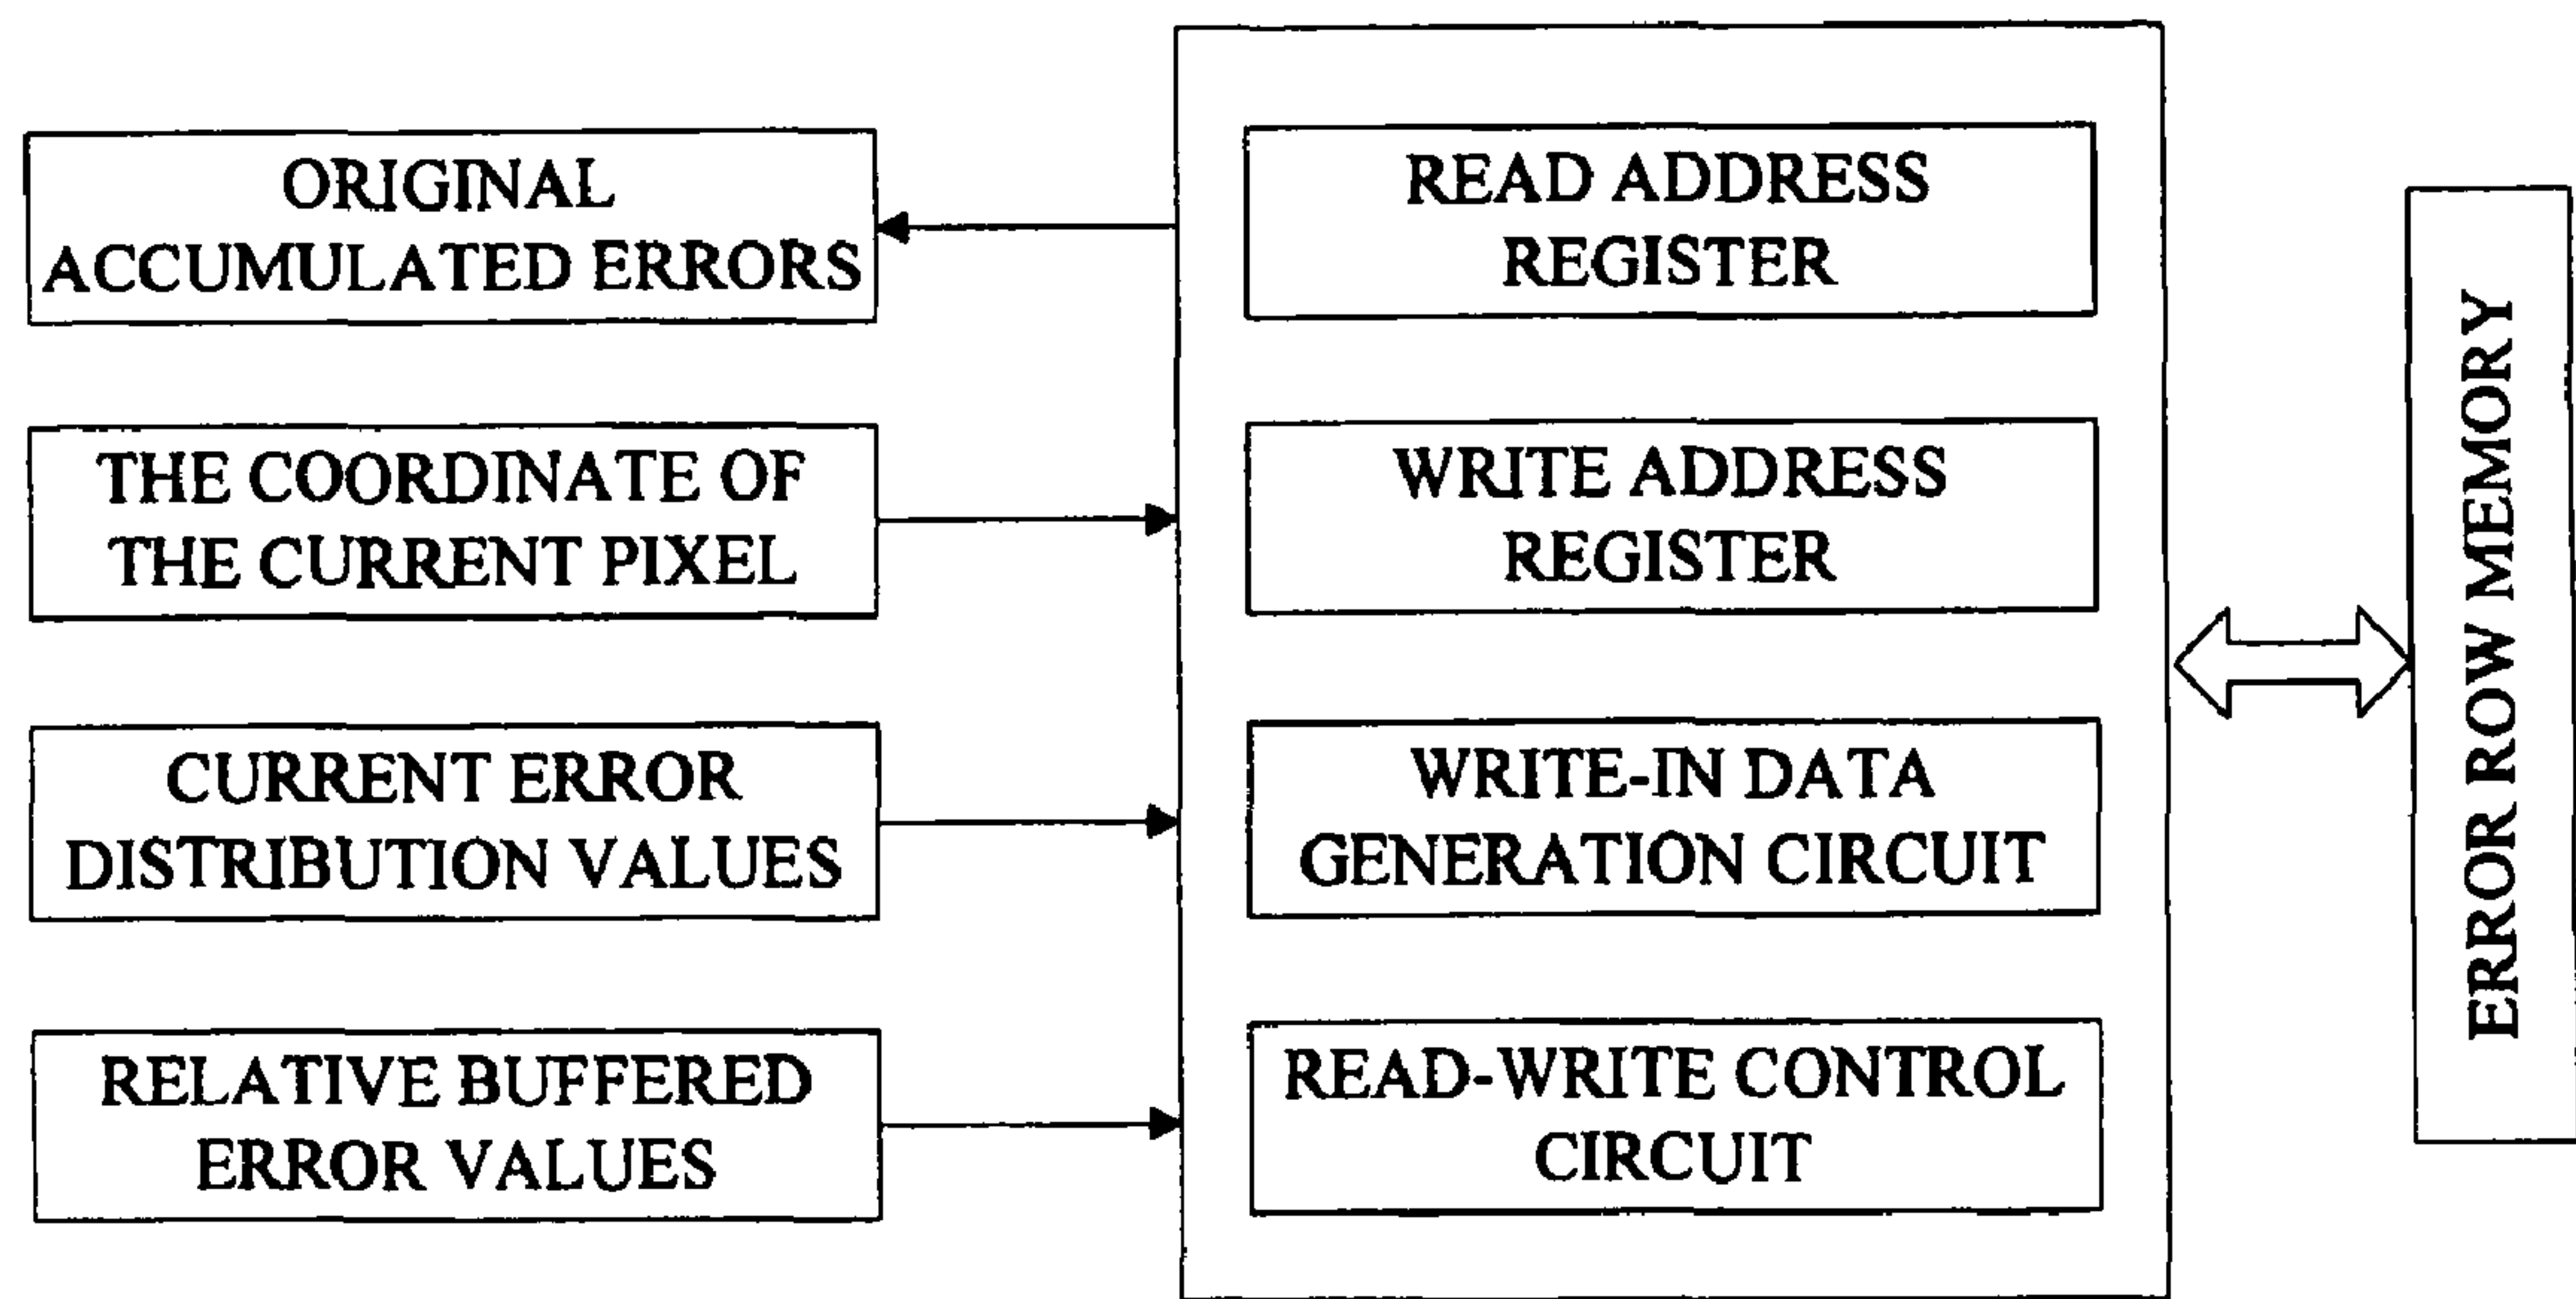 ORIGINAL
ACCUMULATED ERRORS
THE COORDINATE OF
THE CURRENT PIXEL
CURRENT ERROR
DISTRIBUTION VALUES
RELATIVE BUFFERED
ERROR VALUES
READ ADDRESS
REGISTER
WRITE ADDRESS
REGISTER
WRITE-IN DATA
GENERATION CIRCUIT
READ-WRITE CONTROL
CIRCUIT
ERROR ROW MEMORY